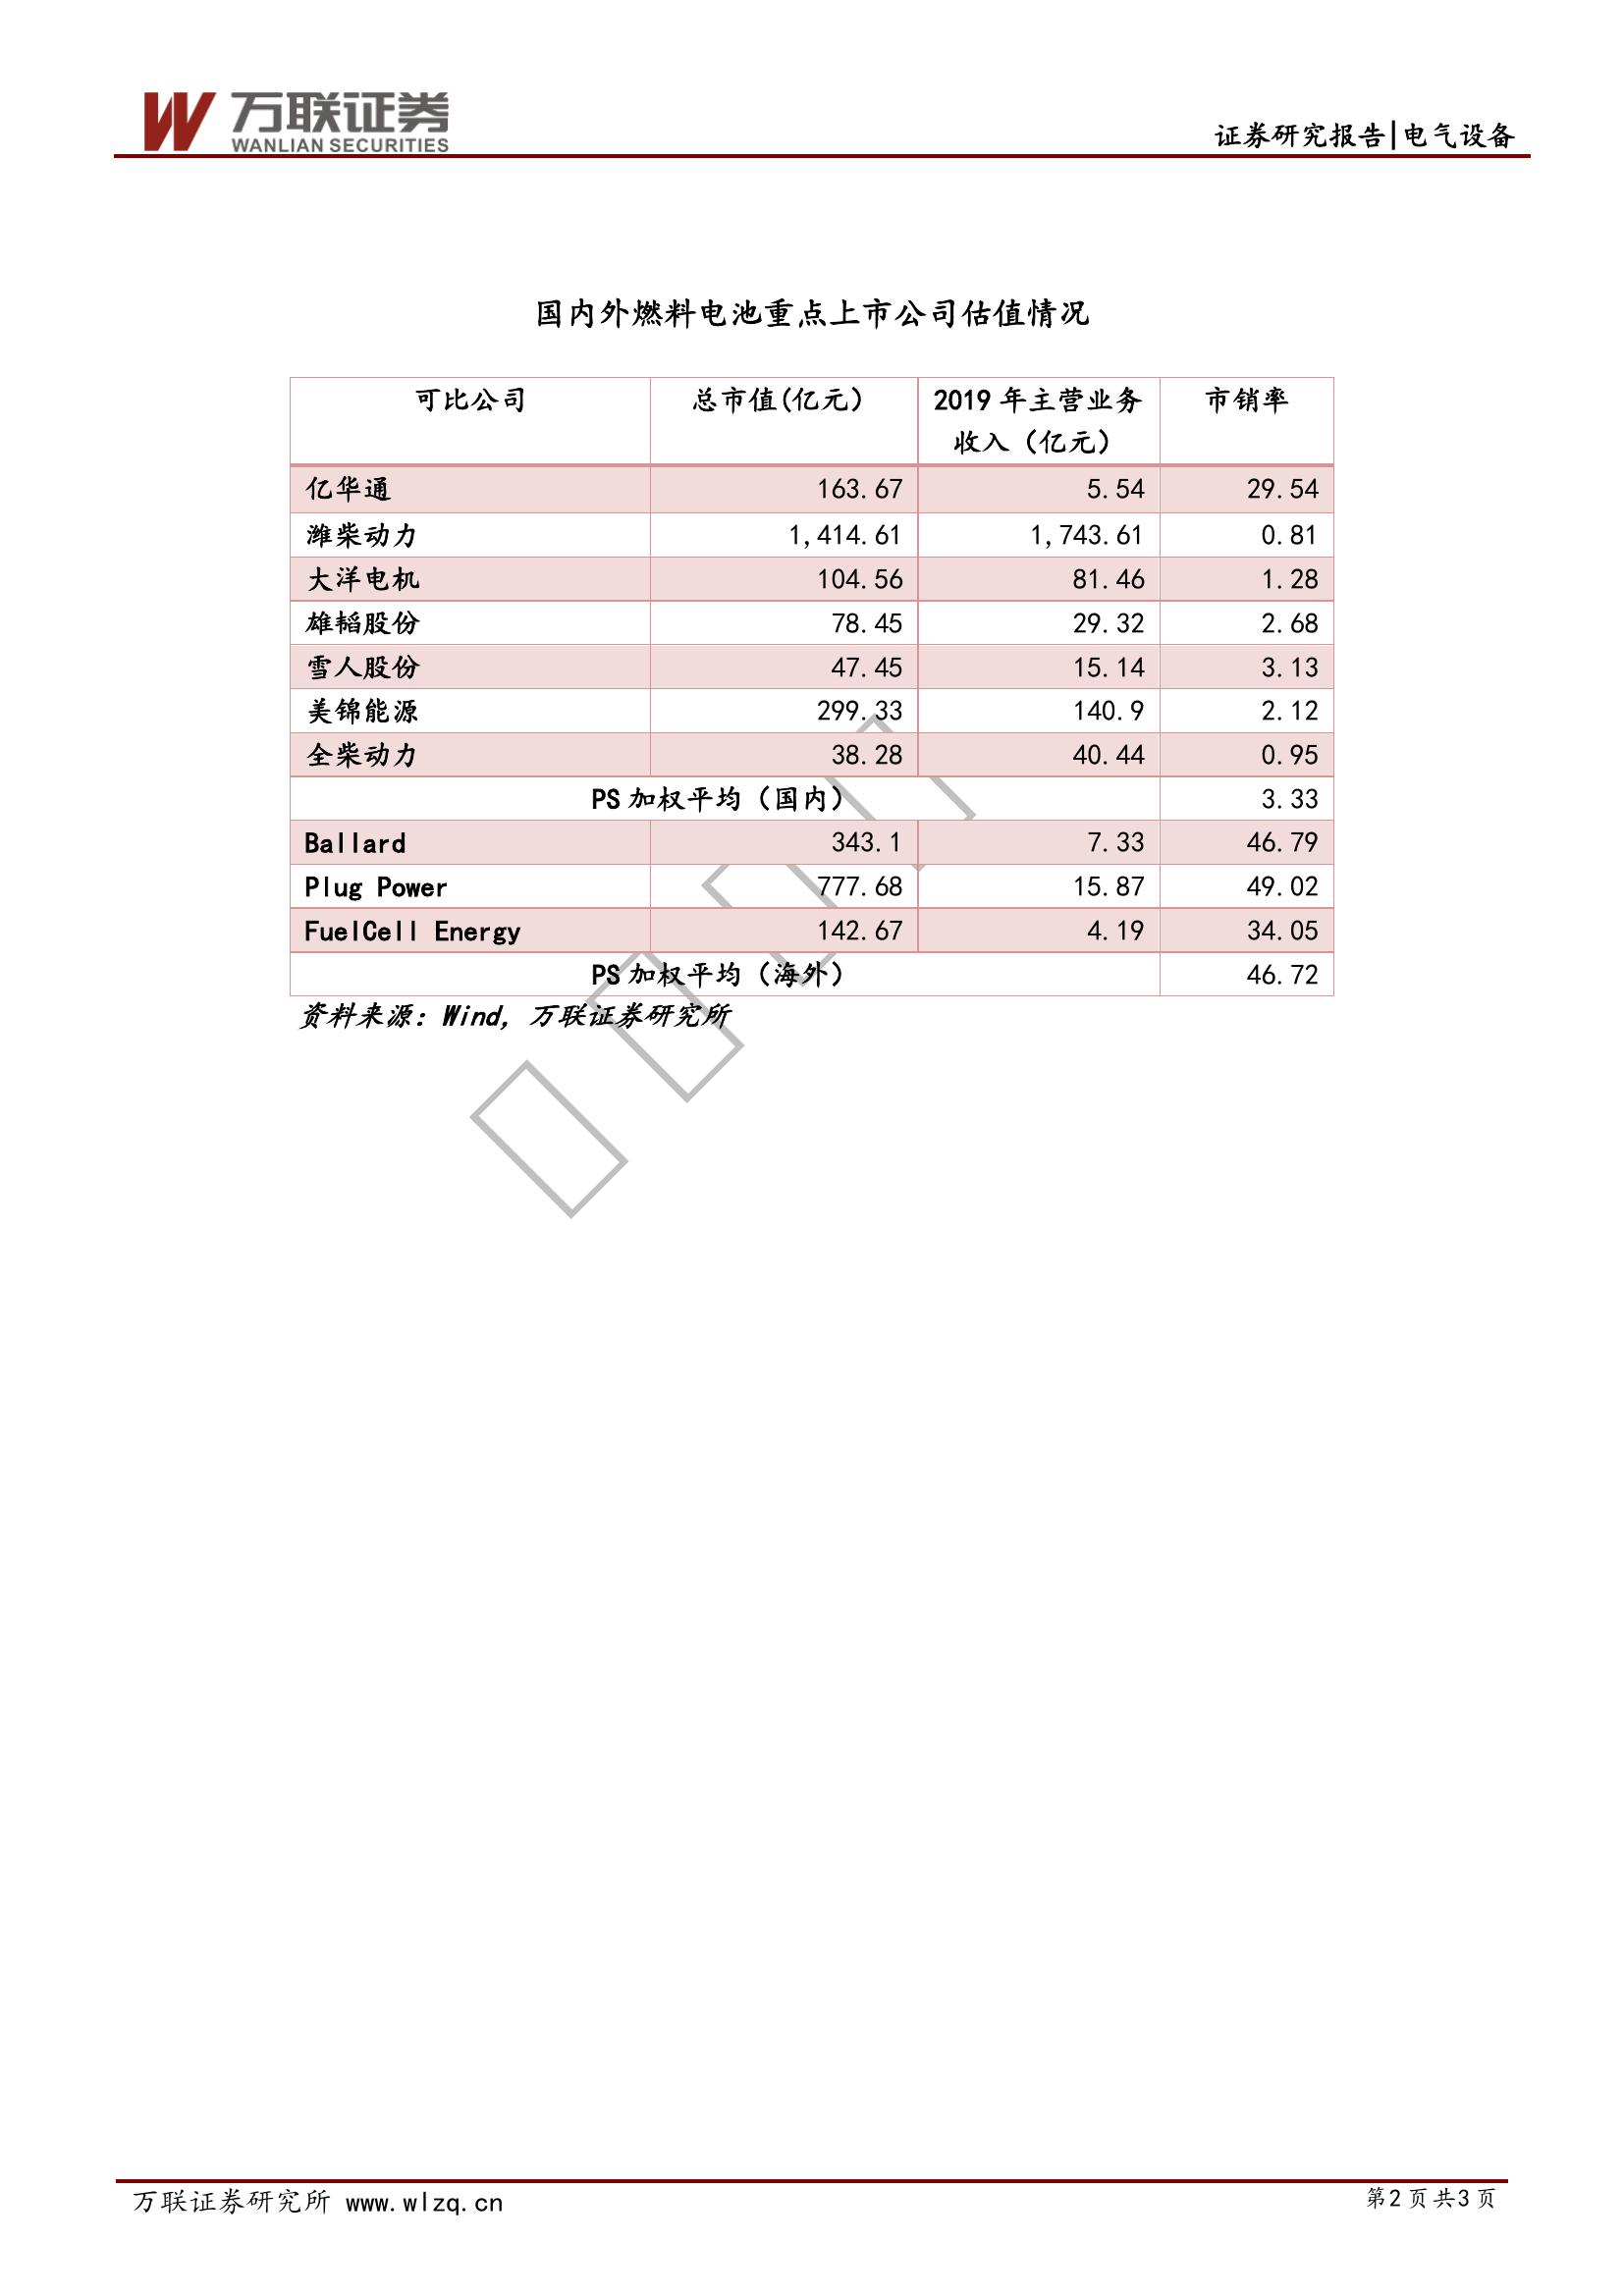 万联证券
WANLIAN SECURITIES
证券研究报告|电气设备
国内外燃料电池重点上市公司估值情况
可比公司 总市值(亿元) 2019年主营业务收入（亿元） 市销率
亿华通 163.67 5.54 29.54
潍柴动力 1,414.61 1,743.61 0.81
大洋电机 104.56 81.46 1.28
雄韬股份 78.45 29.32 2.68
雪人股份 47.45 15.14 3.13
美锦能源 299.33 140.9 2.12
全柴动力 38.28 40.44 0.95
PS加权平均（国内） 3.33
Ballard 343.1 7.33 46.79
Plug Power 777.68 15.87 49.02
FuelCell Energy 142.67 4.19 34.05
PS加权平均（海外） 46.72
资料来源：Wind, 万联证券研究所
万联证券研究所 www.wlzq.cn
第2页共3页